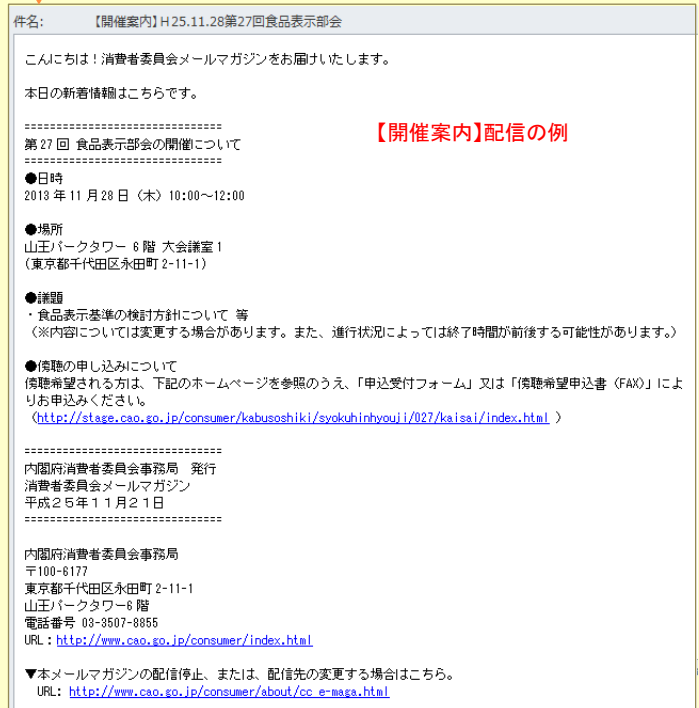 件名: 【開催案内】H25.11.28第27回食品表示部会
こんにちは！消費者委員会メールマガジンをお届けいたします。
本日の新着情報はこちらです。
===============================
【開催案内】配信の例
第27回 食品表示部会の開催について
===============================
●日時
2013年11月28日（木）10:00～12:00
●場所
山王パークタワー 6階 大会議室1
（東京都千代田区永田町2-11-1）
●議題
・食品表示基準の検討方針について 等
（※内容については変更する場合があります。また、進行状況によっては終了時間が前後する可能性があります。）
●傍聴の申し込みについて
傍聴希望される方は、下記のホームページを参照のうえ、「申込受付フォーム」又は「傍聴希望申込書（FAX）」によ
りお申込みください。
（http://stage.cao.go.jp/consumer/kabusoshiki/syokuhinhyouji/027/kaisai/index.html ）
===============================
内閣府消費者委員会事務局　発行
消費者委員会メールマガジン
平成２５年１１月２１日
===============================
内閣府消費者委員会事務局
〒100-6177
東京都千代田区永田町2-11-1
山王パークタワー6階
電話番号 03-3507-8855
URL：http://www.cao.go.jp/consumer/index.html
▼本メールマガジンの配信停止、または、配信先の変更する場合はこちら。
URL: http://www.cao.go.jp/consumer/about/cc_e-maga.html